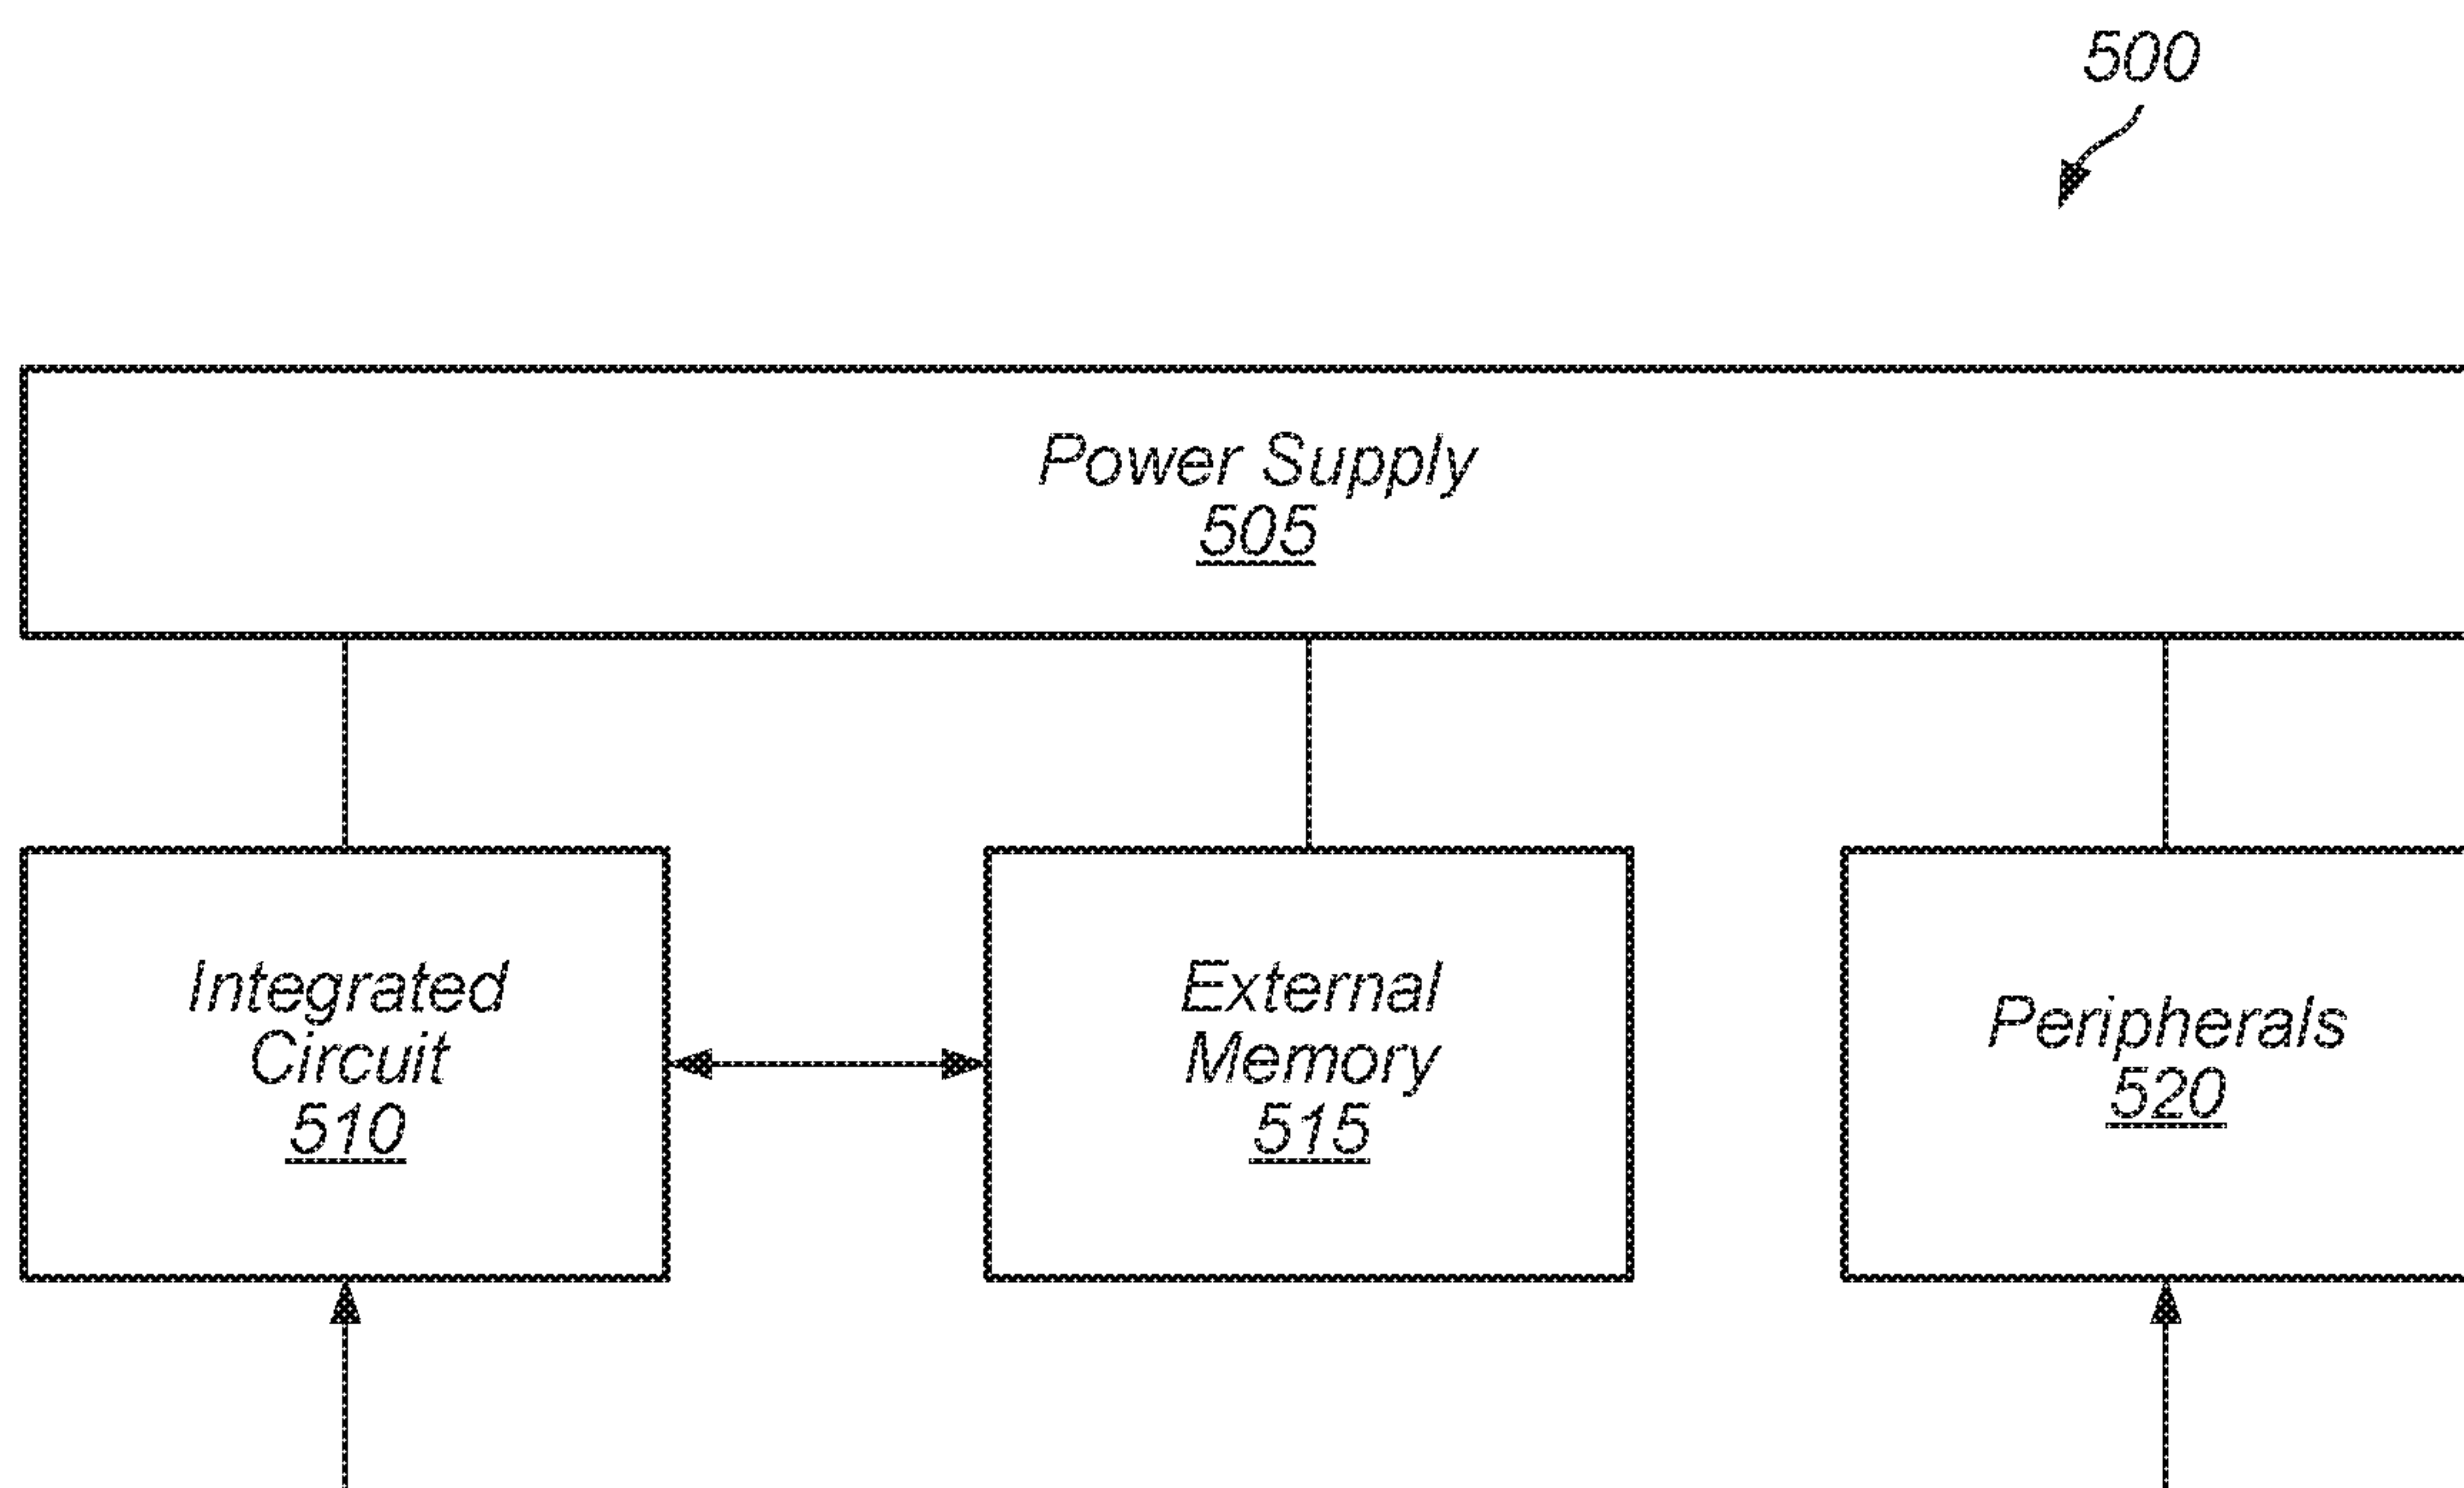 500
Power Supply
505
Integrated
Circuit
510
External
Memory
515
Peripherals
520